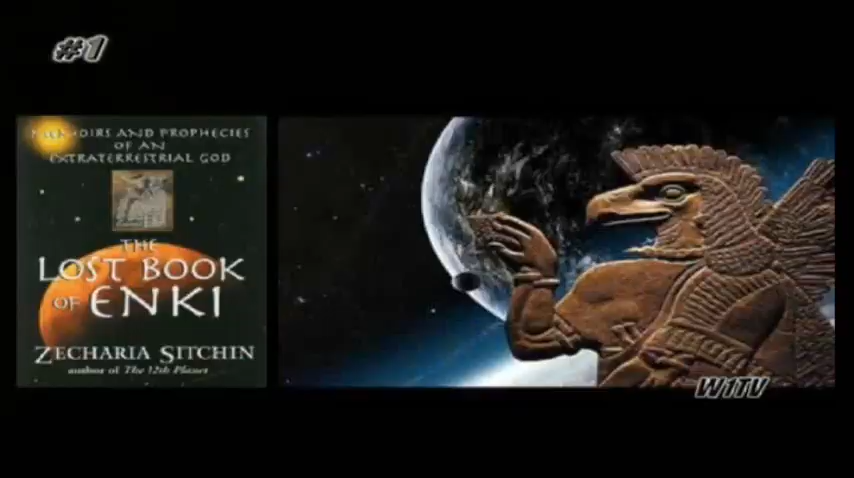 #1
MEMOIRS AND PROPHECIES
OF AN
EXTRATERRESTRIAL GOD
THE
LOST BOOK
OF ENKI
ZECHARIA SITCHIN
author of The 12th Planet
W1TV